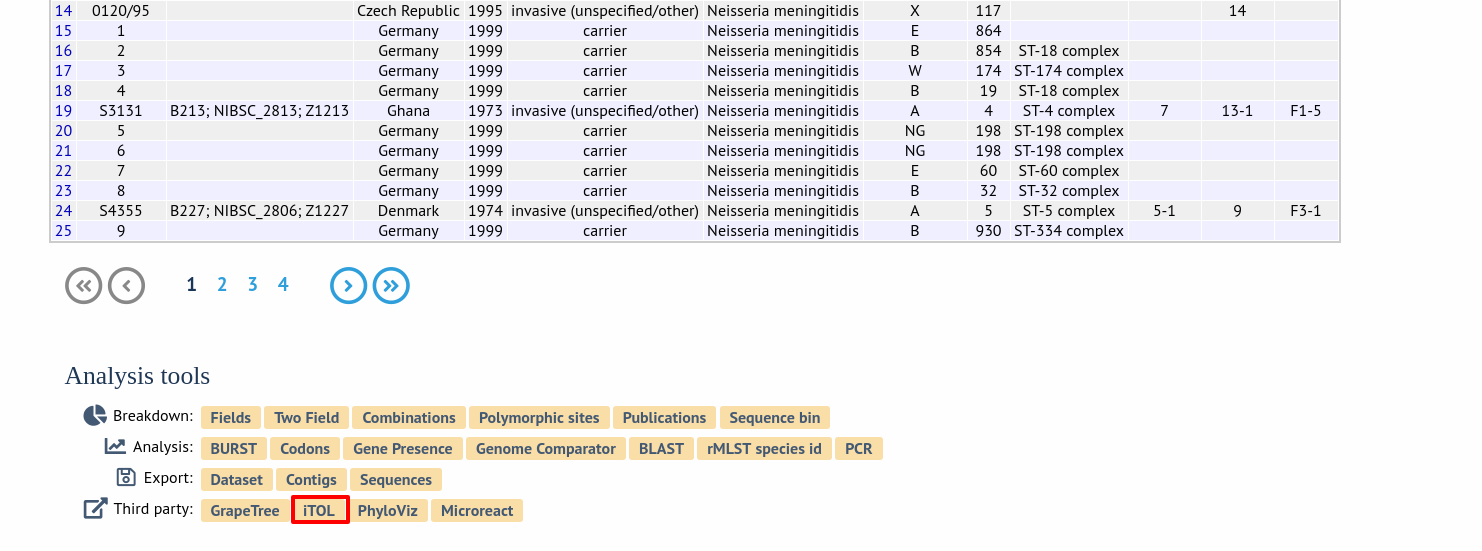 14 0120/95 Czech Republic 1995 invasive (unspecified/other) Neisseria meningitidis X 117 14
15 1 Germany 1999 carrier Neisseria meningitidis E 864
16 2 Germany 1999 carrier Neisseria meningitidis B 854 ST-18 complex
17 3 Germany 1999 carrier Neisseria meningitidis W 174 ST-174 complex
18 4 Germany 1999 carrier Neisseria meningitidis B 19 ST-18 complex
19 S3131 B213; NIBSC_2813; Z1213 Ghana 1973 invasive (unspecified/other) Neisseria meningitidis A 4 ST-4 complex 7 13-1 F1-5
20 5 Germany 1999 carrier Neisseria meningitidis NG 198 ST-198 complex
21 6 Germany 1999 carrier Neisseria meningitidis NG 198 ST-198 complex
22 7 Germany 1999 carrier Neisseria meningitidis E 60 ST-60 complex
23 8 Germany 1999 carrier Neisseria meningitidis B 32 ST-32 complex
24 S4355 B227; NIBSC_2806; Z1227 Denmark 1974 invasive (unspecified/other) Neisseria meningitidis A 5 ST-5 complex 5-1 9 F3-1
25 9 Germany 1999 carrier Neisseria meningitidis B 930 ST-334 complex
1 2 3 4
Analysis tools
Breakdown: Fields Two Field Combinations Polymorphic sites Publications Sequence bin
Analysis: BURST Codons Gene Presence Genome Comparator BLAST rMLST species id PCR
Export: Dataset Contigs Sequences
Third party: GrapeTree iTOL PhyloViz Microreact